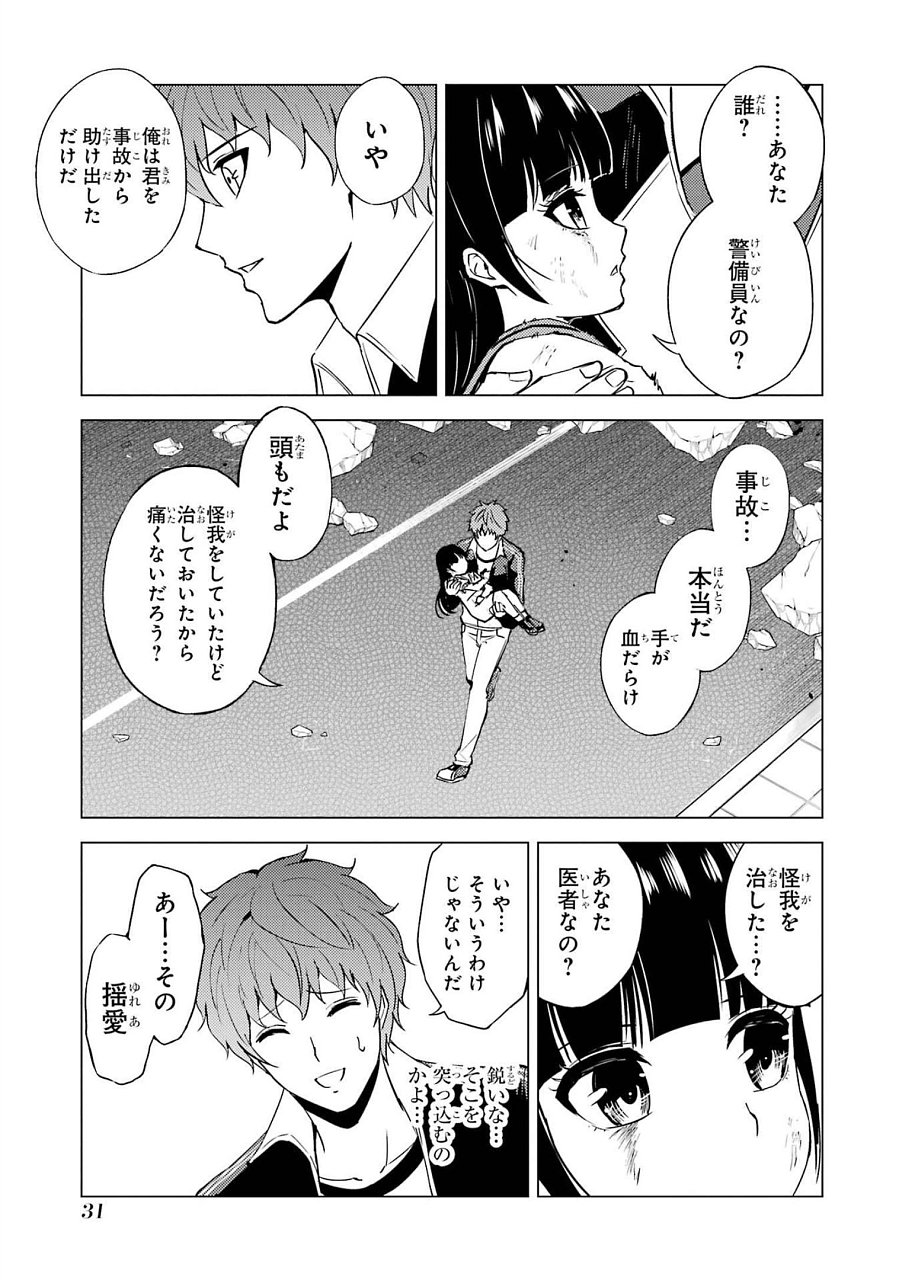 ……あなた
誰?
警備員なの?
いや
俺は君を
事故から
助け出した
だけだ
事故…
本当だ
手が
血だらけ
頭もだよ
怪我をしていたけど
治しておいたから
痛くないだろう?
怪我を
治した…?
あなた
医者なの?
いや…
そういうわけ
じゃないんだ
鋭いな…
そこを
突っ込むの
かよ…
あー…その
揺愛
31